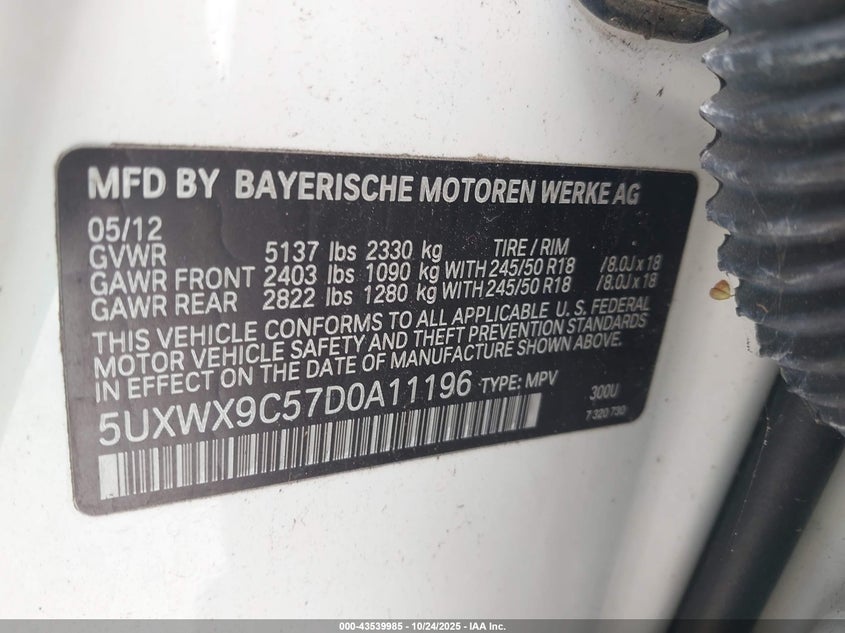 MFD BY BAYERISCHE MOTOREN WERKE AG
05/12
GVWR 5137 lbs 2330 kg TIRE / RIM
GAWR FRONT 2403 lbs 1090 kg WITH 245/50 R18 /8.0J x 18
GAWR REAR 2822 lbs 1280 kg WITH 245/50 R18 /8.0J x 18
THIS VEHICLE CONFORMS TO ALL APPLICABLE U. S. FEDERAL
MOTOR VEHICLE SAFETY AND THEFT PREVENTION STANDARDS
IN EFFECT ON THE DATE OF MANUFACTURE SHOWN ABOVE.
5UXWX9C57D0A11196 TYPE: MPV 300U
7 320 730
000-43539985 - 10/24/2025 - IAA Inc.